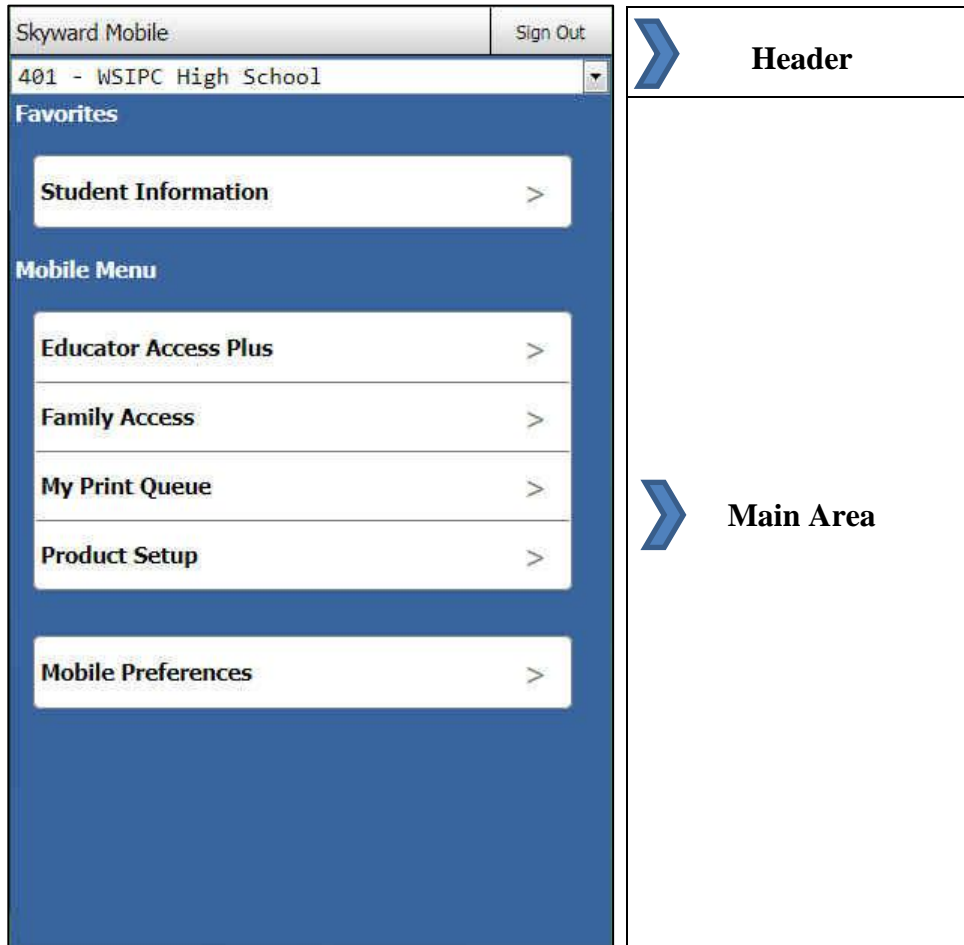 Skyward Mobile Sign Out
401 - WSIPC High School
Favorites
Student Information >
Mobile Menu
Educator Access Plus >
Family Access >
My Print Queue >
Product Setup >
Mobile Preferences >
Header
Main Area